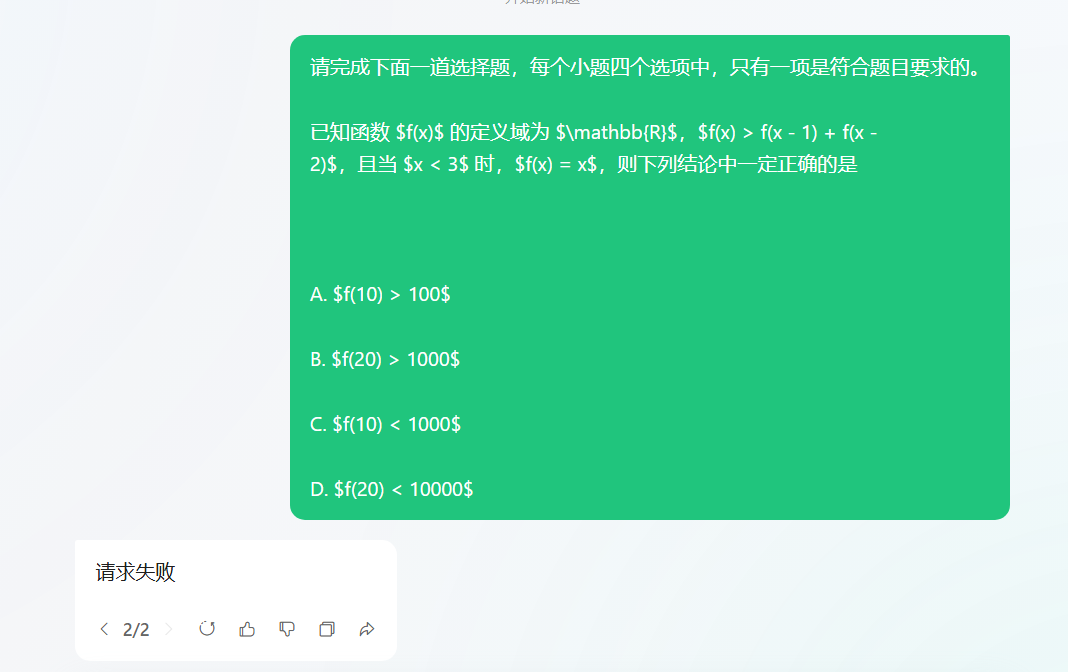 请完成下面一道选择题，每个小题四个选项中，只有一项是符合题目要求的。
已知函数 $f(x)$ 的定义域为 $\mathbb{R}$，$f(x) > f(x - 1) + f(x -
2)$，且当 $x < 3$ 时，$f(x) = x$，则下列结论中一定正确的是
A. $f(10) > 100$
B. $f(20) > 1000$
C. $f(10) < 1000$
D. $f(20) < 10000$
请求失败
2/2